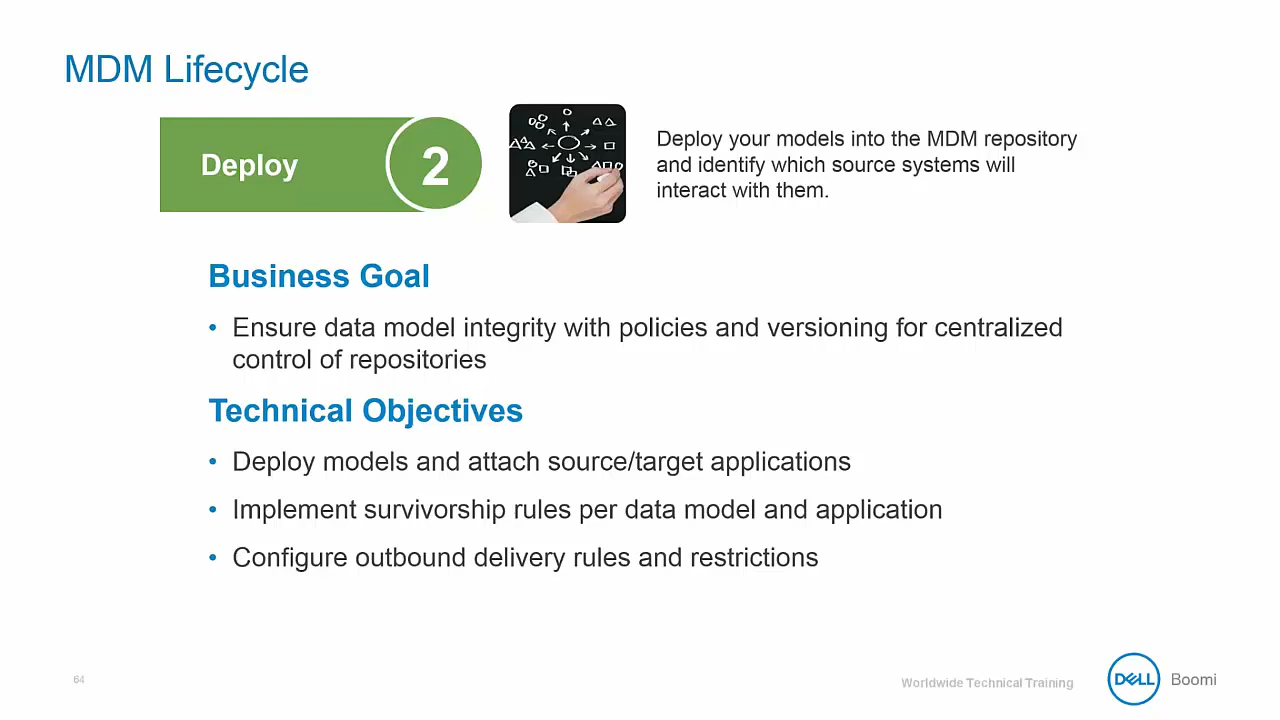 MDM Lifecycle
Deploy
2
Deploy your models into the MDM repository
and identify which source systems will
interact with them.
Business Goal
• Ensure data model integrity with policies and versioning for centralized
control of repositories
Technical Objectives
• Deploy models and attach source/target applications
• Implement survivorship rules per data model and application
• Configure outbound delivery rules and restrictions
64
Worldwide Technical Training
DELL
Boomi